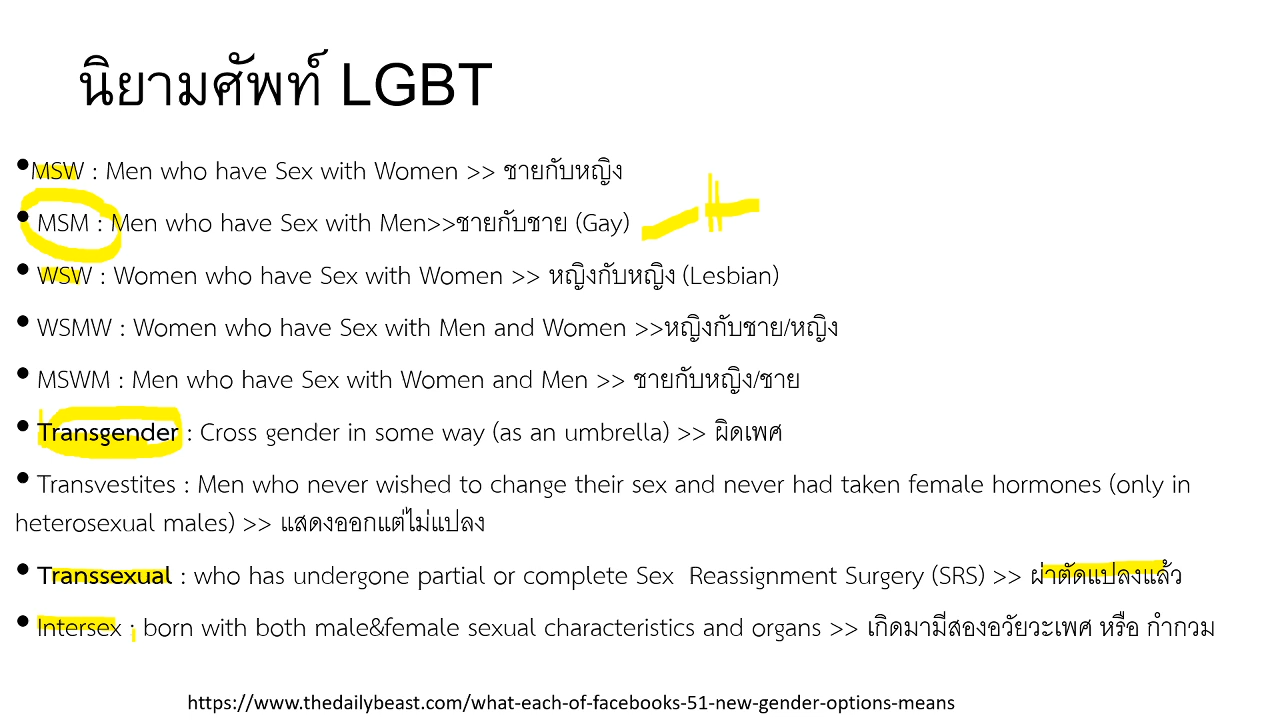 นิยามศัพท์ LGBT
•MSW : Men who have Sex with Women >> ชายกับหญิง
• MSM : Men who have Sex with Men>>ชายกับชาย (Gay)
• WSW : Women who have Sex with Women >> หญิงกับหญิง (Lesbian)
• WSMW : Women who have Sex with Men and Women >>หญิงกับชาย/หญิง
• MSWM : Men who have Sex with Women and Men >> ชายกับหญิง/ชาย
• Transgender : Cross gender in some way (as an umbrella) >> ผิดเพศ
• Transvestites : Men who never wished to change their sex and never had taken female hormones (only in
heterosexual males) >> แสดงออกแต่ไม่แปลง
• Transsexual : who has undergone partial or complete Sex  Reassignment Surgery (SRS) >> ผ่าตัดแปลงแล้ว
• Intersex : born with both male&female sexual characteristics and organs >> เกิดมามีสองอวัยวะเพศ หรือ กำกวม
https://www.thedailybeast.com/what-each-of-facebooks-51-new-gender-options-means